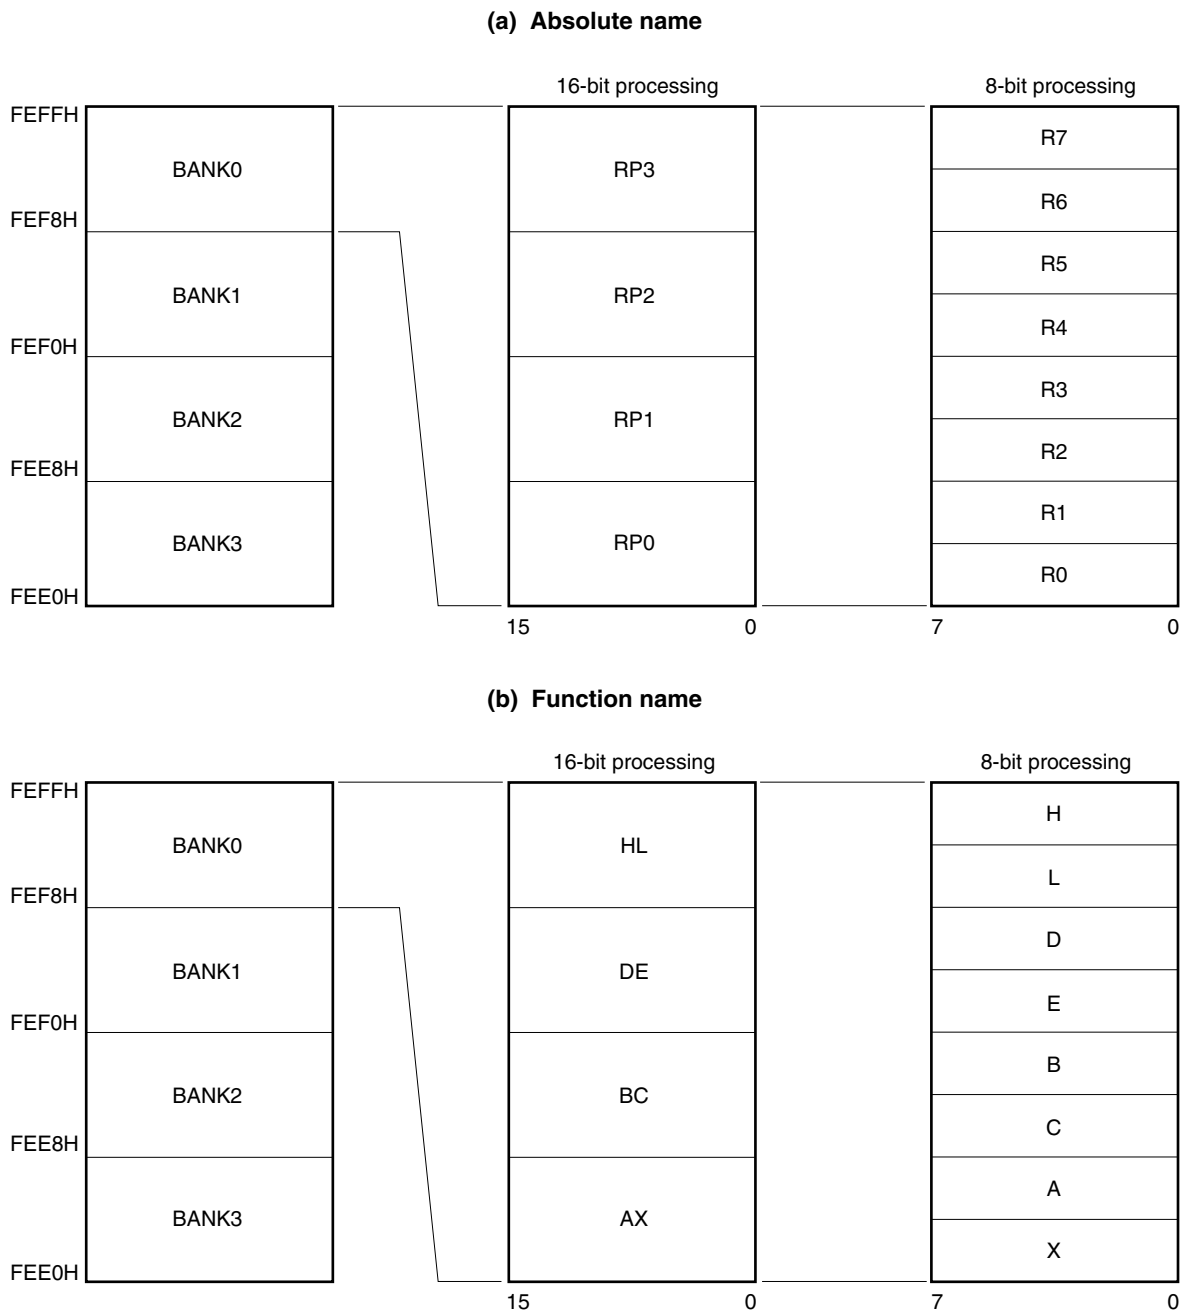 (a) Absolute name
16-bit processing
8-bit processing
FEFFH
BANK0
RP3
R7
R6
FEF8H
BANK1
RP2
R5
R4
FEF0H
BANK2
RP1
R3
R2
FEE8H
BANK3
RP0
R1
R0
FEE0H
15 0 7 0
(b) Function name
16-bit processing
8-bit processing
FEFFH
BANK0
HL
H
L
FEF8H
BANK1
DE
D
E
FEF0H
BANK2
BC
B
C
FEE8H
BANK3
AX
A
X
FEE0H
15 0 7 0